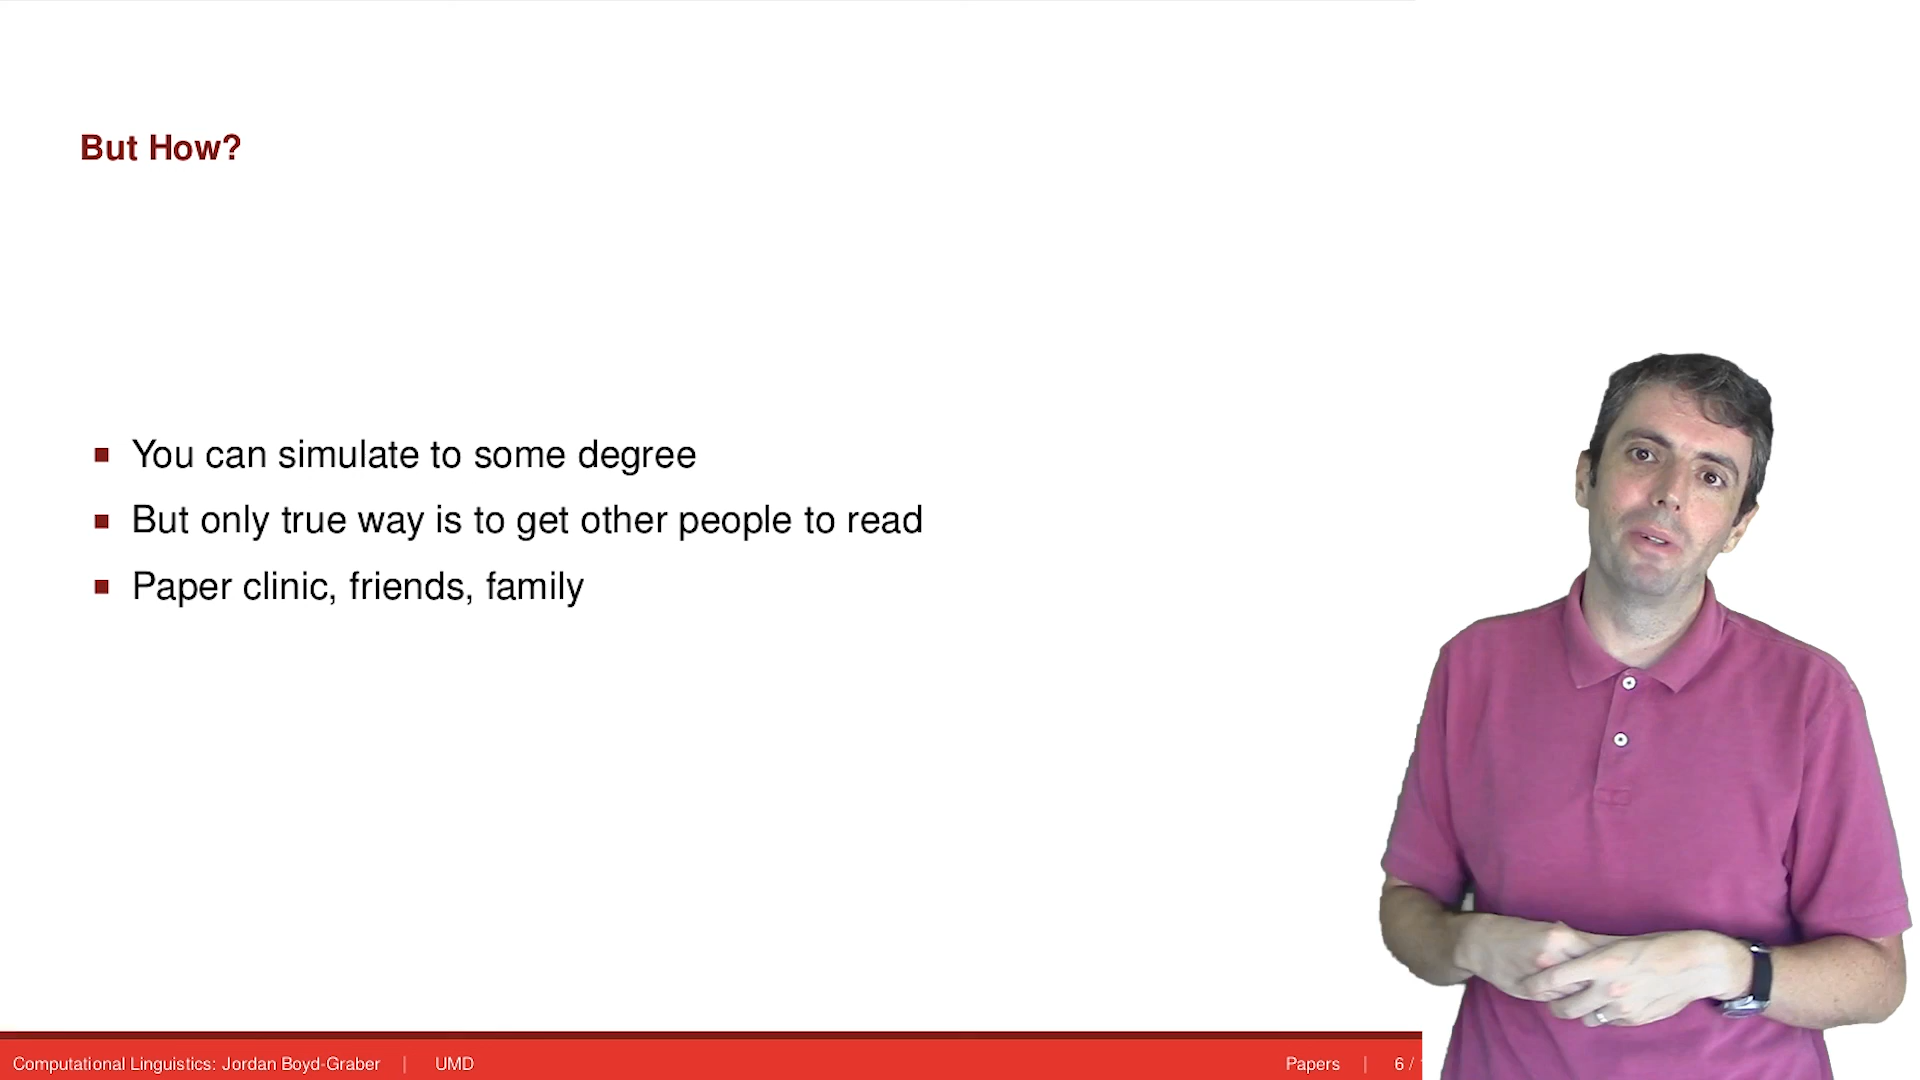 But How?
You can simulate to some degree
But only true way is to get other people to read
Paper clinic, friends, family
Computational Linguistics: Jordan Boyd-Graber | UMD Papers | 6 /